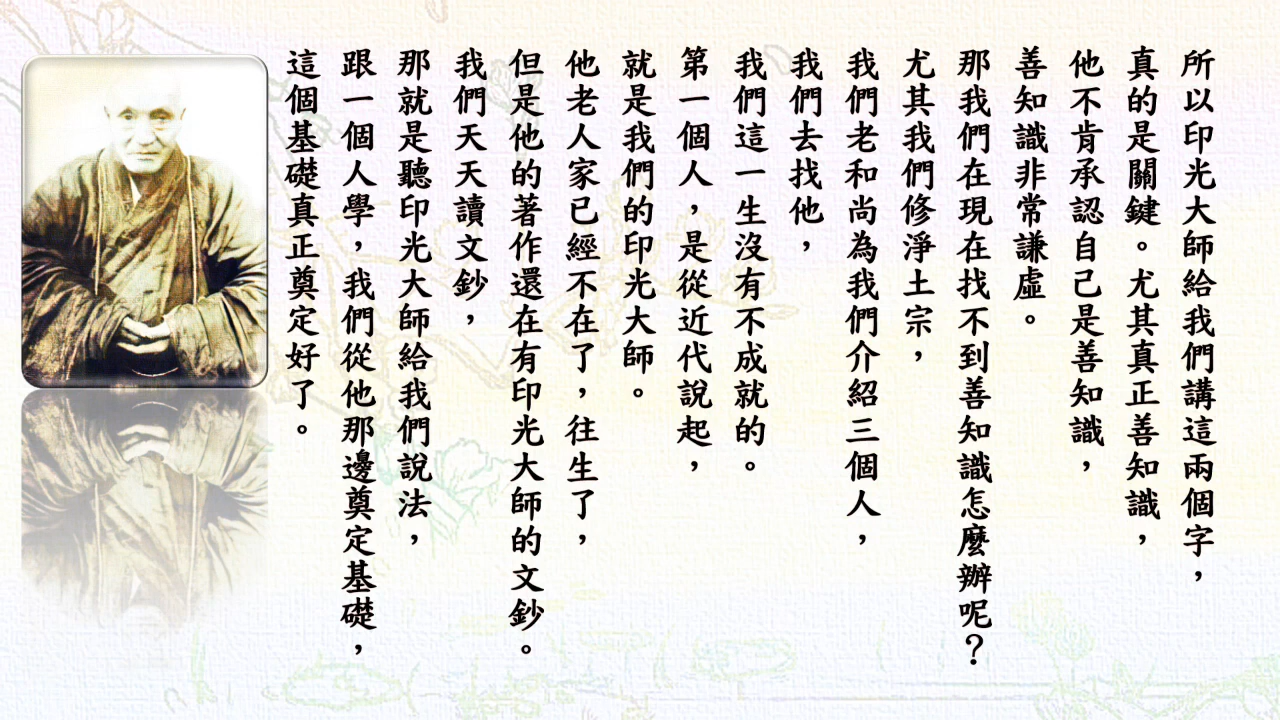 所以印光大師給我們講這兩個字，
真的是關鍵。尤其真正善知識，
他不肯承認自己是善知識，
善知識非常謙虛。
那我們在現在找不到善知識怎麼辦呢？
尤其我們修淨土宗，
我們老和尚為我們介紹三個人，
我們去找他，
我們這一生沒有不成就的。
第一個人，是從近代說起，
就是我們的印光大師。
他老人家已經不在了，往生了，
但是他的著作還在有印光大師的文鈔。
我們天天讀文鈔，
那就是聽印光大師給我們說法，
跟一個人學，我們從他那邊奠定基礎，
這個基礎真正奠定好了。